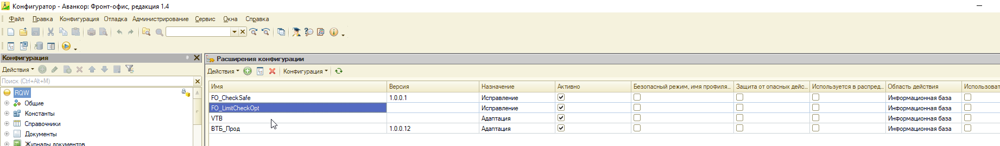 Конфигуратор - Аванкор: Фронт-офис, редакция 1.4
Файл Правка Конфигурация Отладка Администрирование Сервис Окна Справка
Конфигурация
Действия
Поиск (Ctrl+Alt+M)
RQW
Общие
Константы
Справочники
Документы
Журналы документов
Расширения конфигурации
Действия Конфигурация
Имя Версия Назначение Активно Безопасный режим, имя профиля... Защита от опасных дейс... Используется в распред... Область действия Использоват
FO_CheckSafe 1.0.0.1 Исправление Информационная база
FO_LimitCheckOpt Исправление Информационная база
VTB Адаптация Информационная база
ВТБ_Прод 1.0.0.12 Адаптация Информационная база